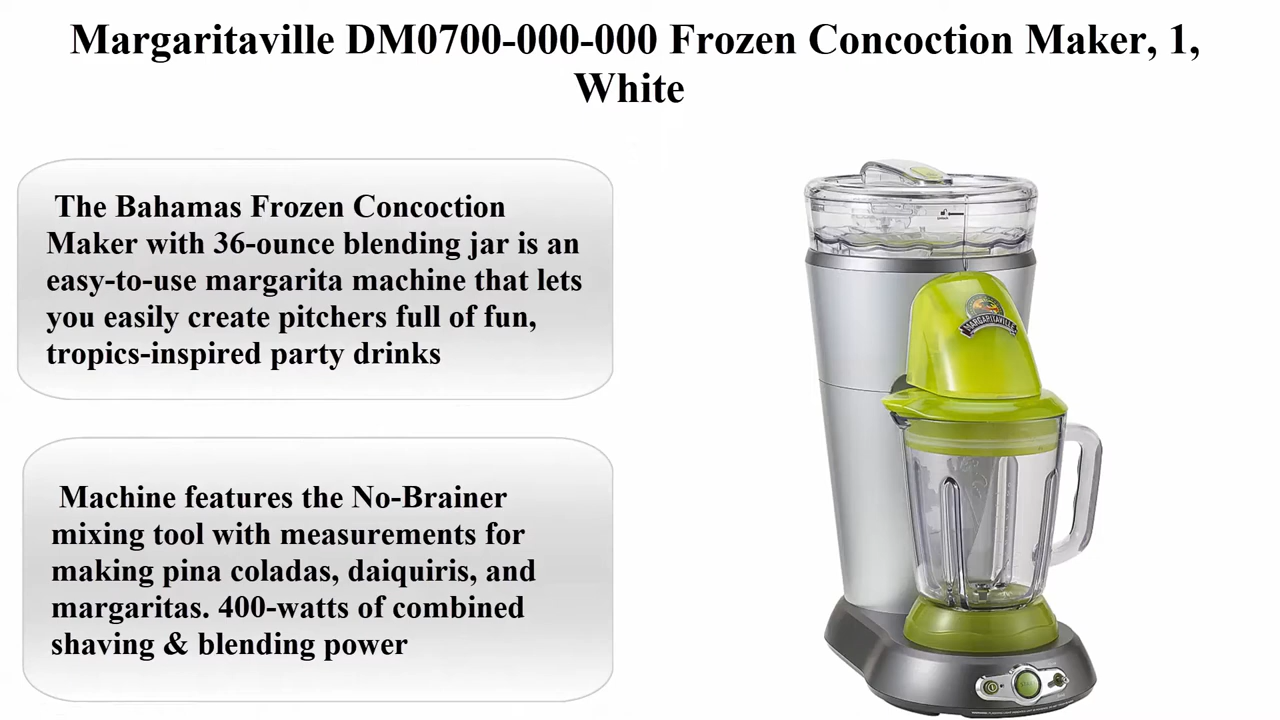 Margaritaville DM0700-000-000 Frozen Concoction Maker, 1,
White
The Bahamas Frozen Concoction
Maker with 36-ounce blending jar is an
easy-to-use margarita machine that lets
you easily create pitchers full of fun,
tropics-inspired party drinks
MARGARITAVILLE
Machine features the No-Brainer
mixing tool with measurements for
making pina coladas, daiquiris, and
margaritas. 400-watts of combined
shaving & blending power